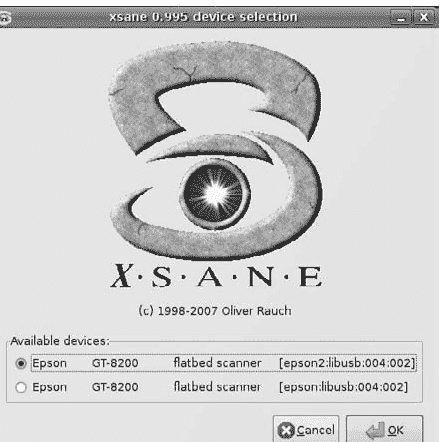 xsane 0.995 device selection
X·S·A·N·E
(c) 1998-2007 Oliver Rauch
Available devices:
Epson GT-8200 flatbed scanner [epson2:libusb:004:002]
Epson GT-8200 flatbed scanner [epson:libusb:004:002]
Cancel OK